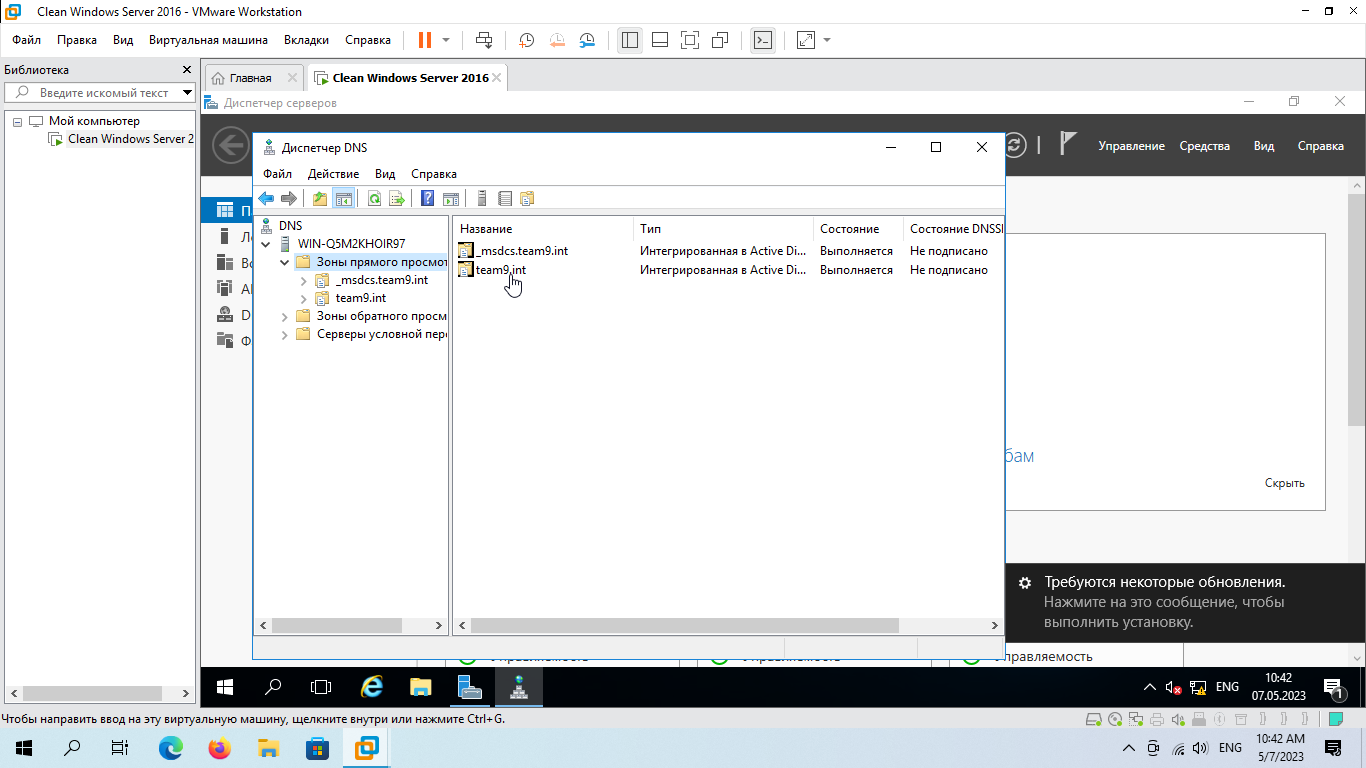 Clean Windows Server 2016 - VMware Workstation
Файл Правка Вид Виртуальная машина Вкладки Справка
Библиотека
Введите искомый текст
Мой компьютер
Clean Windows Server 2
Главная
Clean Windows Server 2016
Диспетчер серверов
Управление Средства Вид Справка
Диспетчер DNS
Файл Действие Вид Справка
DNS
WIN-Q5M2KHOIR97
Зоны прямого просмот
_msdcs.team9.int
team9.int
Зоны обратного просм
Серверы условной пере
Название Тип Состояние Состояние DNSSE
_msdcs.team9.int Интегрированная в Active Di... Выполняется Не подписано
team9.int Интегрированная в Active Di... Выполняется Не подписано
бам
Скрыть
Требуются некоторые обновления.
Нажмите на это сообщение, чтобы
выполнить установку.
правляемость
ENG
10:42
07.05.2023
1
Чтобы направить ввод на эту виртуальную машину, щелкните внутри или нажмите Ctrl+G.
ENG
10:42 AM
5/7/2023